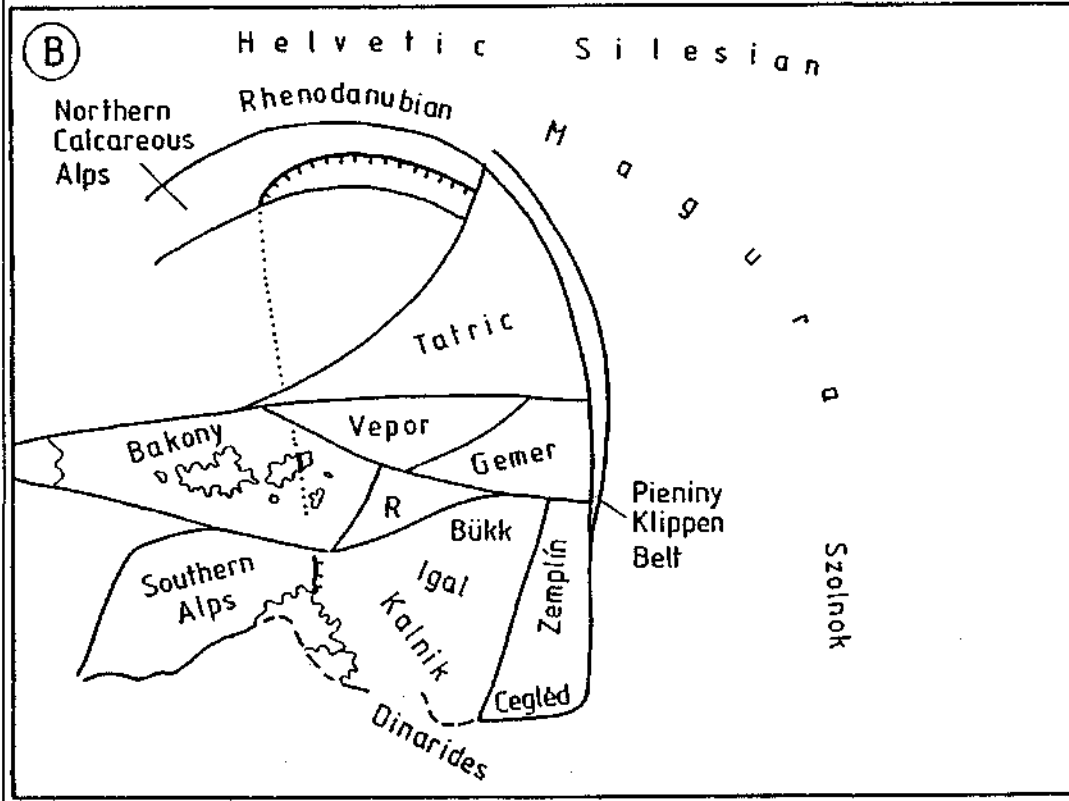 B
Helvetic Silesian
Rhenodanubian
Northern
Calcareous
Alps
Magura
Tatric
Vepor
Bakony
Gemer
R
Pieniny
Klippen
Belt
Bükk
Igal
Kalnik
Southern
Alps
Zemplín
Szolnok
Cegléd
Dinarides